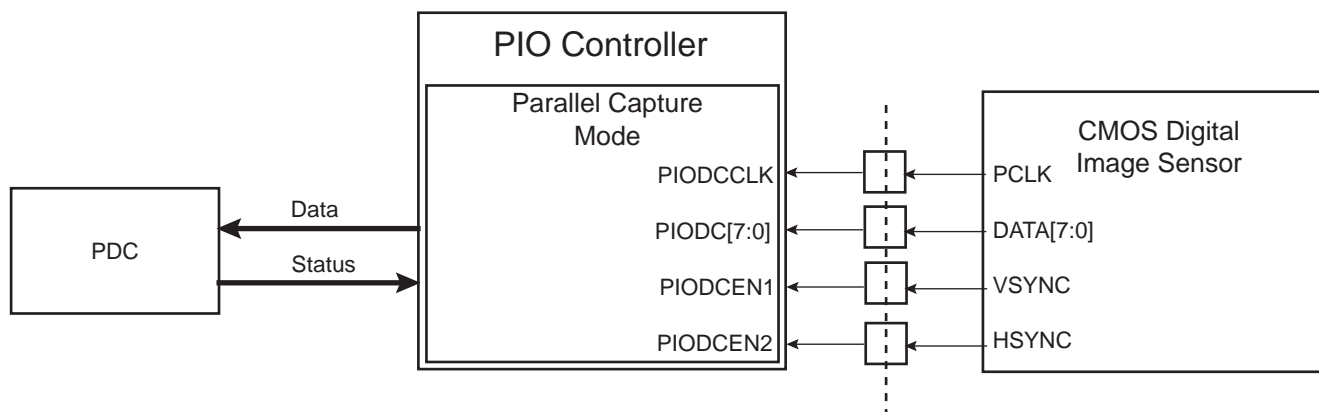 PIO Controller
Parallel Capture
Mode
PIODCCLK
PIODC[7:0]
PIODCEN1
PIODCEN2
Data
Status
PDC
CMOS Digital
Image Sensor
PCLK
DATA[7:0]
VSYNC
HSYNC